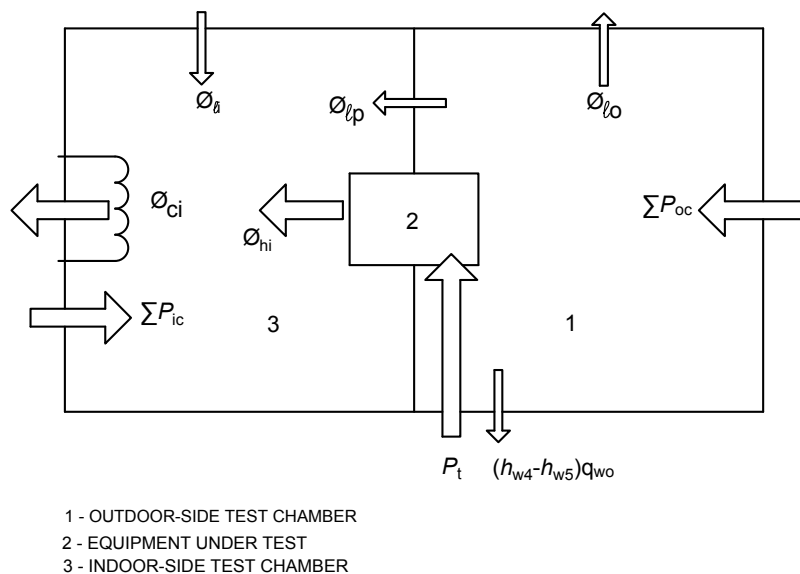 Øℓi
Øℓp
Øℓo
Øci
Øhi
2
∑Poc
∑Pic
3
1
Pt
(hw4-hw5)qwo
1 - OUTDOOR-SIDE TEST CHAMBER
2 - EQUIPMENT UNDER TEST
3 - INDOOR-SIDE TEST CHAMBER